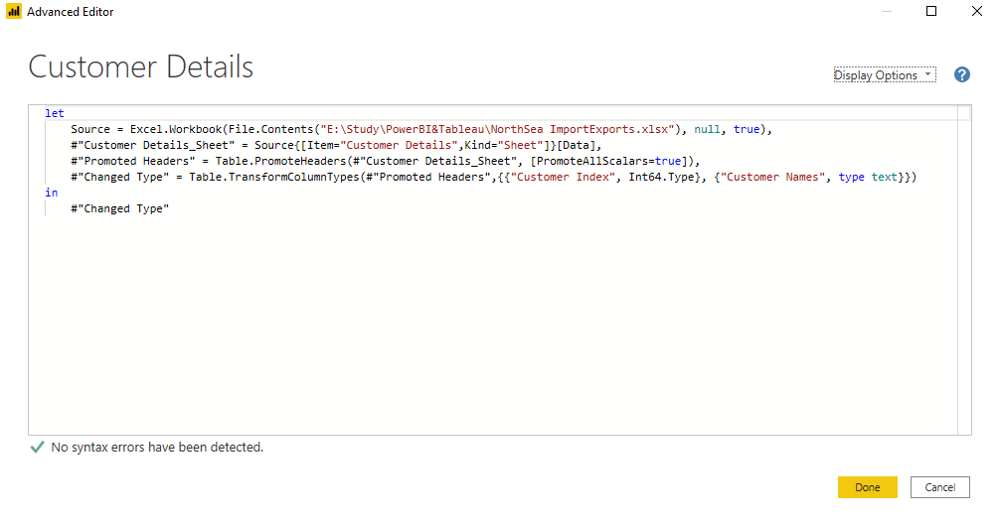 Advanced Editor
Customer Details
Display Options
?
let
    Source = Excel.Workbook(File.Contents("E:\Study\PowerBI&Tableau\NorthSea ImportExports.xlsx"), null, true),
    #"Customer Details_Sheet" = Source{[Item="Customer Details",Kind="Sheet"]}[Data],
    #"Promoted Headers" = Table.PromoteHeaders(#"Customer Details_Sheet", [PromoteAllScalars=true]),
    #"Changed Type" = Table.TransformColumnTypes(#"Promoted Headers",{{"Customer Index", Int64.Type}, {"Customer Names", type text}})
in
    #"Changed Type"
No syntax errors have been detected.
Done
Cancel